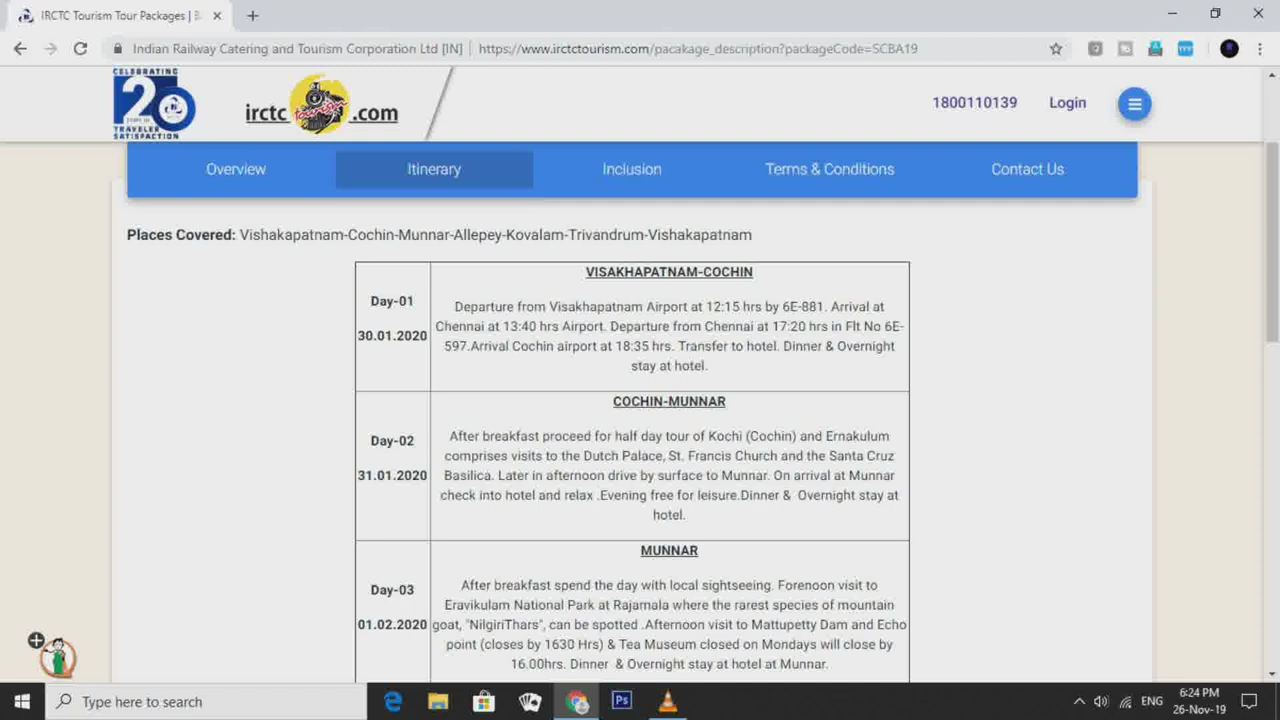 IRCTC Tourism Tour Packages |
Indian Railway Catering and Tourism Corporation Ltd [IN]
https://www.irctctourism.com/pacakage_description?packageCode=SCBA19
CELEBRATING
20
TRAVELER
SATISFACTION
irctc tourism .com
1800110139
Login
Overview
Itinerary
Inclusion
Terms & Conditions
Contact Us
Places Covered: Vishakapatnam-Cochin-Munnar-Allepey-Kovalam-Trivandrum-Vishakapatnam
Day-01
30.01.2020
VISAKHAPATNAM-COCHIN
Departure from Visakhapatnam Airport at 12:15 hrs by 6E-881. Arrival at
Chennai at 13:40 hrs Airport. Departure from Chennai at 17:20 hrs in Flt No 6E-
597.Arrival Cochin airport at 18:35 hrs. Transfer to hotel. Dinner & Overnight
stay at hotel.
Day-02
31.01.2020
COCHIN-MUNNAR
After breakfast proceed for half day tour of Kochi (Cochin) and Ernakulum
comprises visits to the Dutch Palace, St. Francis Church and the Santa Cruz
Basilica. Later in afternoon drive by surface to Munnar. On arrival at Munnar
check into hotel and relax .Evening free for leisure.Dinner & Overnight stay at
hotel.
Day-03
01.02.2020
MUNNAR
After breakfast spend the day with local sightseeing. Forenoon visit to
Eravikulam National Park at Rajamala where the rarest species of mountain
goat, "NilgiriThars", can be spotted .Afternoon visit to Mattupetty Dam and Echo
point (closes by 1630 Hrs) & Tea Museum closed on Mondays will close by
16.00hrs. Dinner & Overnight stay at hotel at Munnar.
Type here to search
Ps
ENG
6:24 PM
26-Nov-19